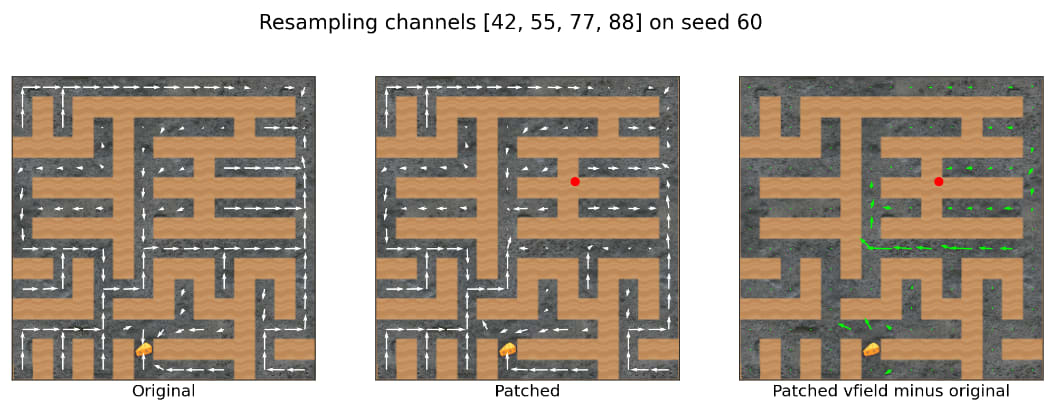 Resampling channels [42, 55, 77, 88] on seed 60
Original
Patched
Patched vfield minus original